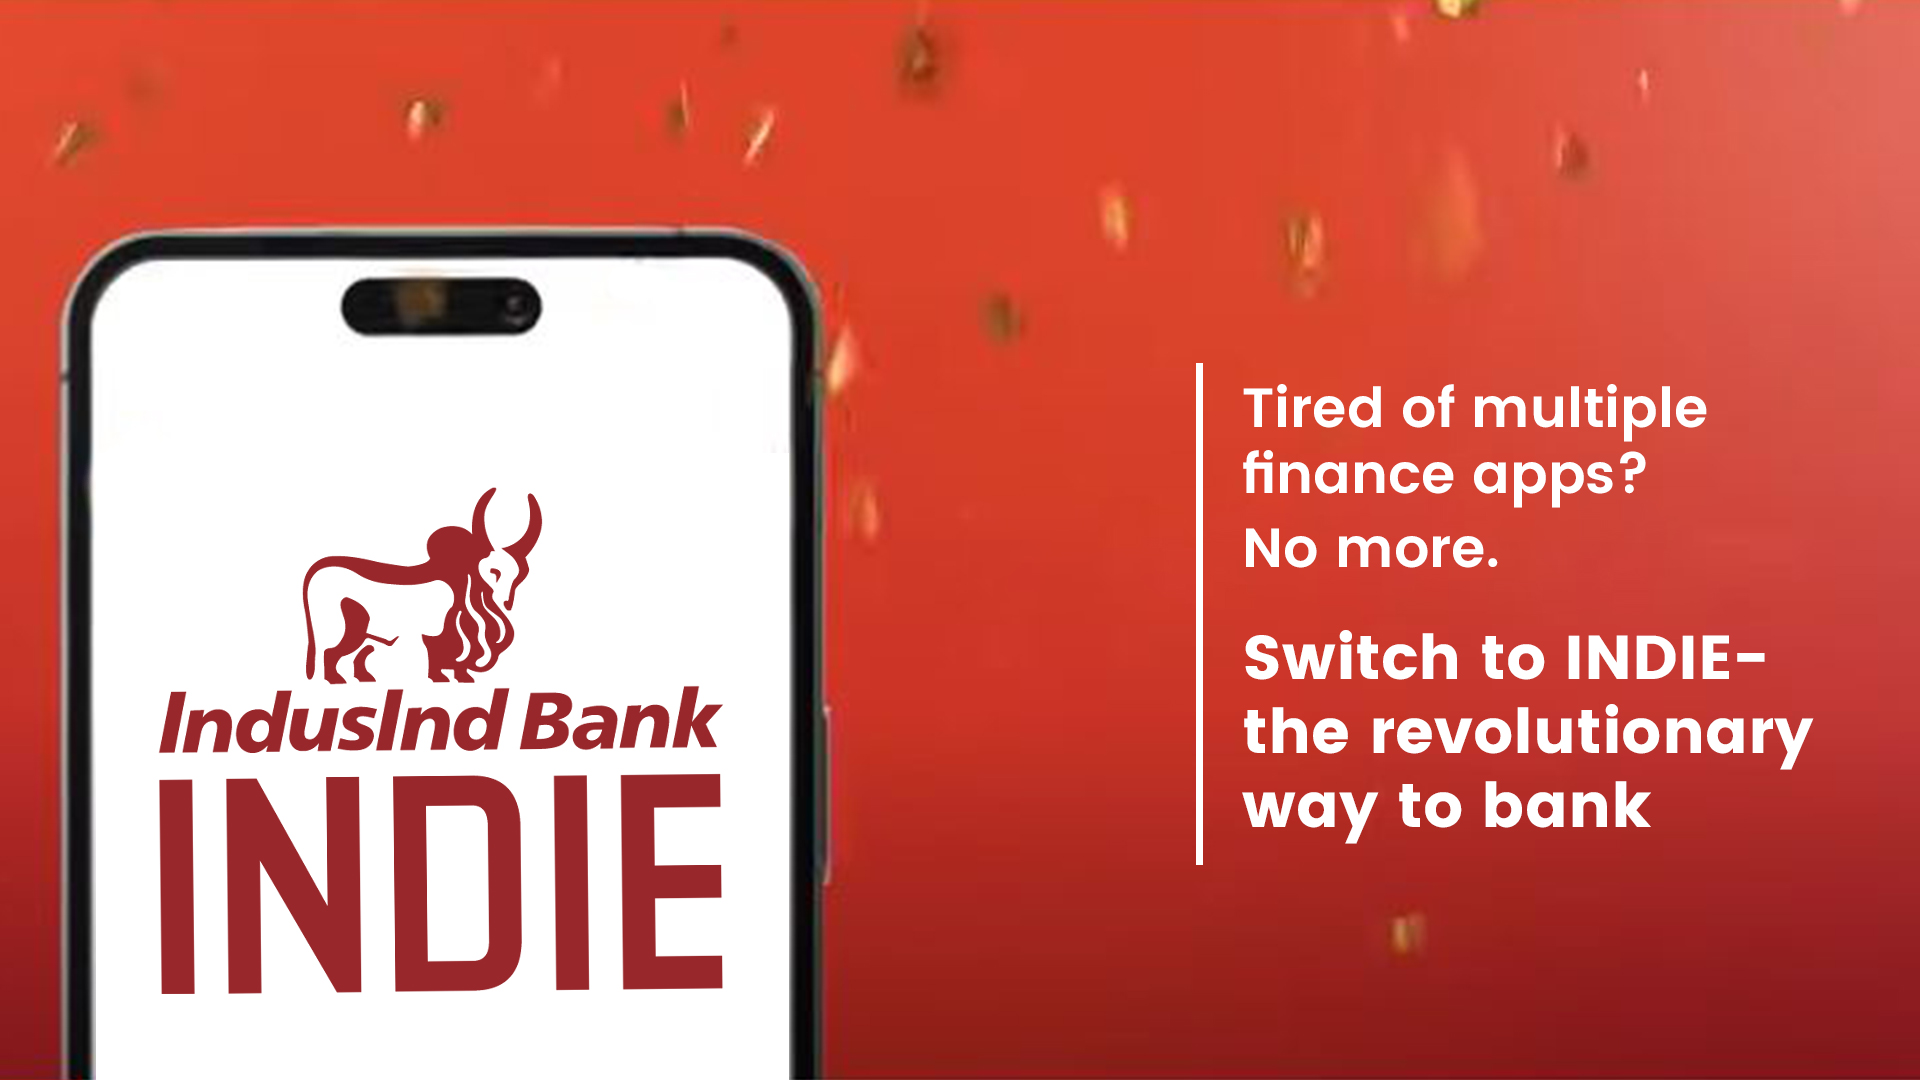 IndusInd Bank
INDIE
Tired of multiple
finance apps?
No more.
Switch to INDIE-
the revolutionary
way to bank